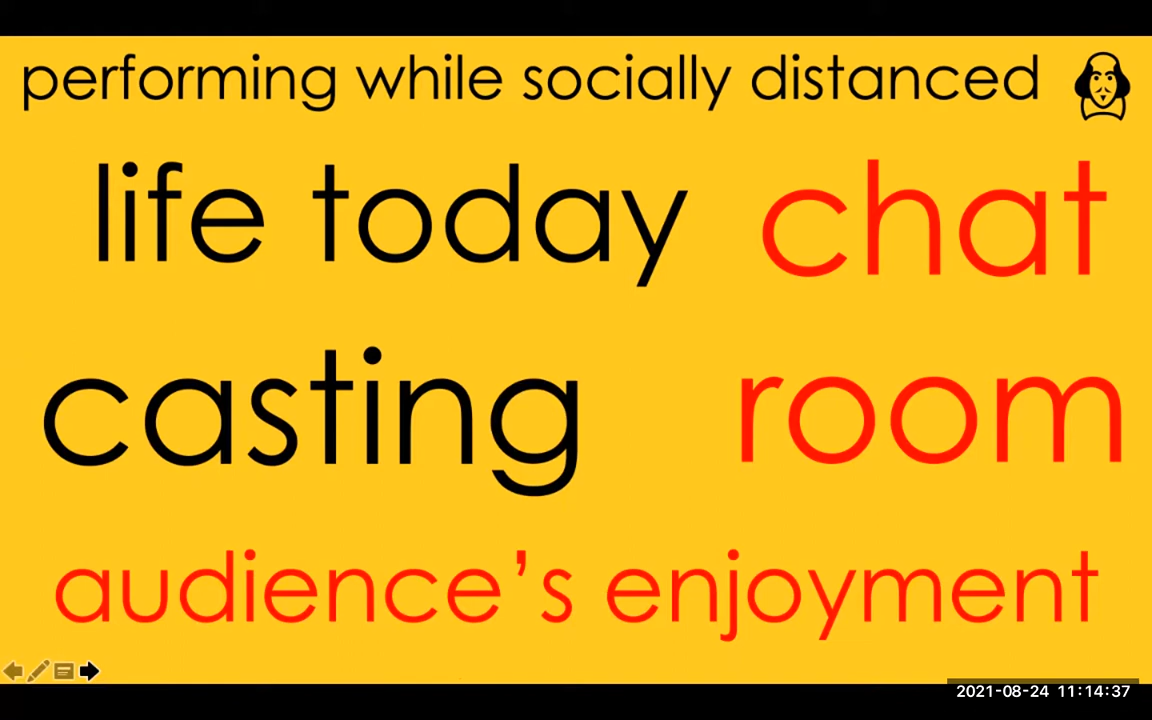 performing while socially distanced
life today
chat
casting
room
audience’s enjoyment
2021-08-24 11:14:37